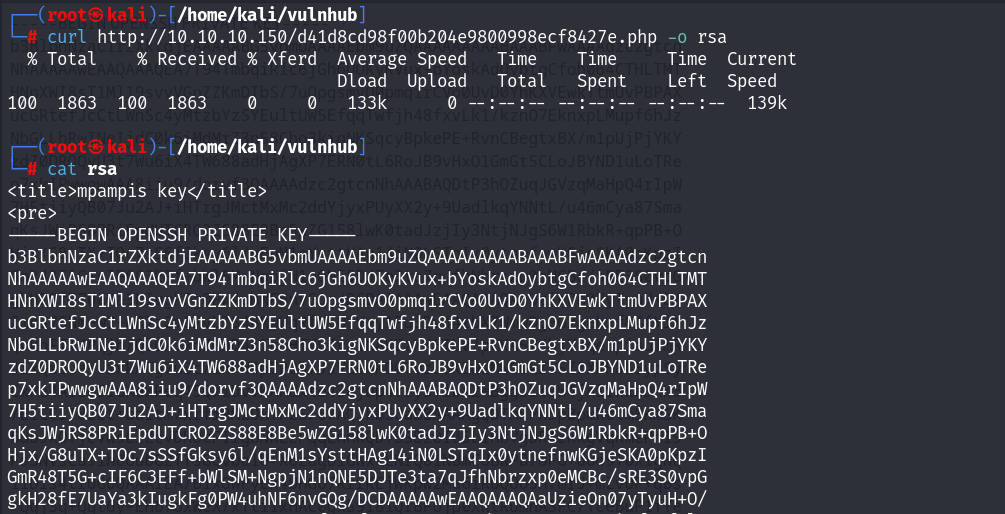 ┌──(root㉿kali)-[/home/kali/vulnhub]
└─# curl http://10.10.10.150/d41d8cd98f00b204e9800998ecf8427e.php -o rsa
% Total % Received % Xferd Average Speed Time Time Time Current
Dload Upload Total Spent Left Speed
100 1863 100 1863 0 0 133k 0 --:--:-- --:--:-- --:--:-- 139k
┌──(root㉿kali)-[/home/kali/vulnhub]
└─# cat rsa
<title>mpampis key</title>
<pre>
-----BEGIN OPENSSH PRIVATE KEY-----
b3BlbnNzaC1rZXktdjEAAAAABG5vbmUAAAAEbm9uZQAAAAAAAAABAAABFwAAAAdzc2gtcn
NhAAAAAwEAAQAAAQEA7T94TmbqiRlc6jGh6UOKyKVux+bYoskAdOybtgCfoh064CTHLTMT
HNnXWI8sT1Ml19svvVGnZZKmDTbS/7uOpgsmvO0pmqirCVo0UvD0YhKXVEwkTtmUvPBPAX
ucGRtefJcCtLWnSc4yMtzbYzSYEultUW5EfqqTwfjh48fxvLk1/kznO7EknxpLMupf6hJz
NbGLLbRwINeIjdC0k6iMdMrZ3n58Cho3kigNKSqcyBpkePE+RvnCBegtxBX/m1pUjPjYKY
zdZ0DROQyU3t7Wu6iX4TW688adHjAgXP7ERN0tL6RoJB9vHxO1GmGt5CLoJBYND1uLoTRe
p7xkIPwwgwAAA8iiu9/dorvf3QAAAAdzc2gtcnNhAAABAQDtP3hOZuqJGVzqMaHpQ4rIpW
7H5tiiyQB07Ju2AJ+iHTrgJMctMxMc2ddYjyxPUyXX2y+9UadlkqYNNtL/u46mCya87Sma
qKsJWjRS8PRiEpdUTCRO2ZS88E8Be5wZG158lwK0tadJzjIy3NtjNJgS6W1RbkR+qpPB+O
Hjx/G8uTX+TOc7sSSfGksy6l/qEnM1sYsttHAg14iN0LSTqIx0ytnefnwKGjeSKA0pKpzI
GmR48T5G+cIF6C3EFf+bWlSM+NgpjN1nQNE5DJTe3ta7qJfhNbrzxp0eMCBc/sRE3S0vpG
gkH28fE7UaYa3kIugkFg0PW4uhNF6nvGQg/DCDAAAAAwEAAQAAAQAaUzieOn07yTyuH+O/